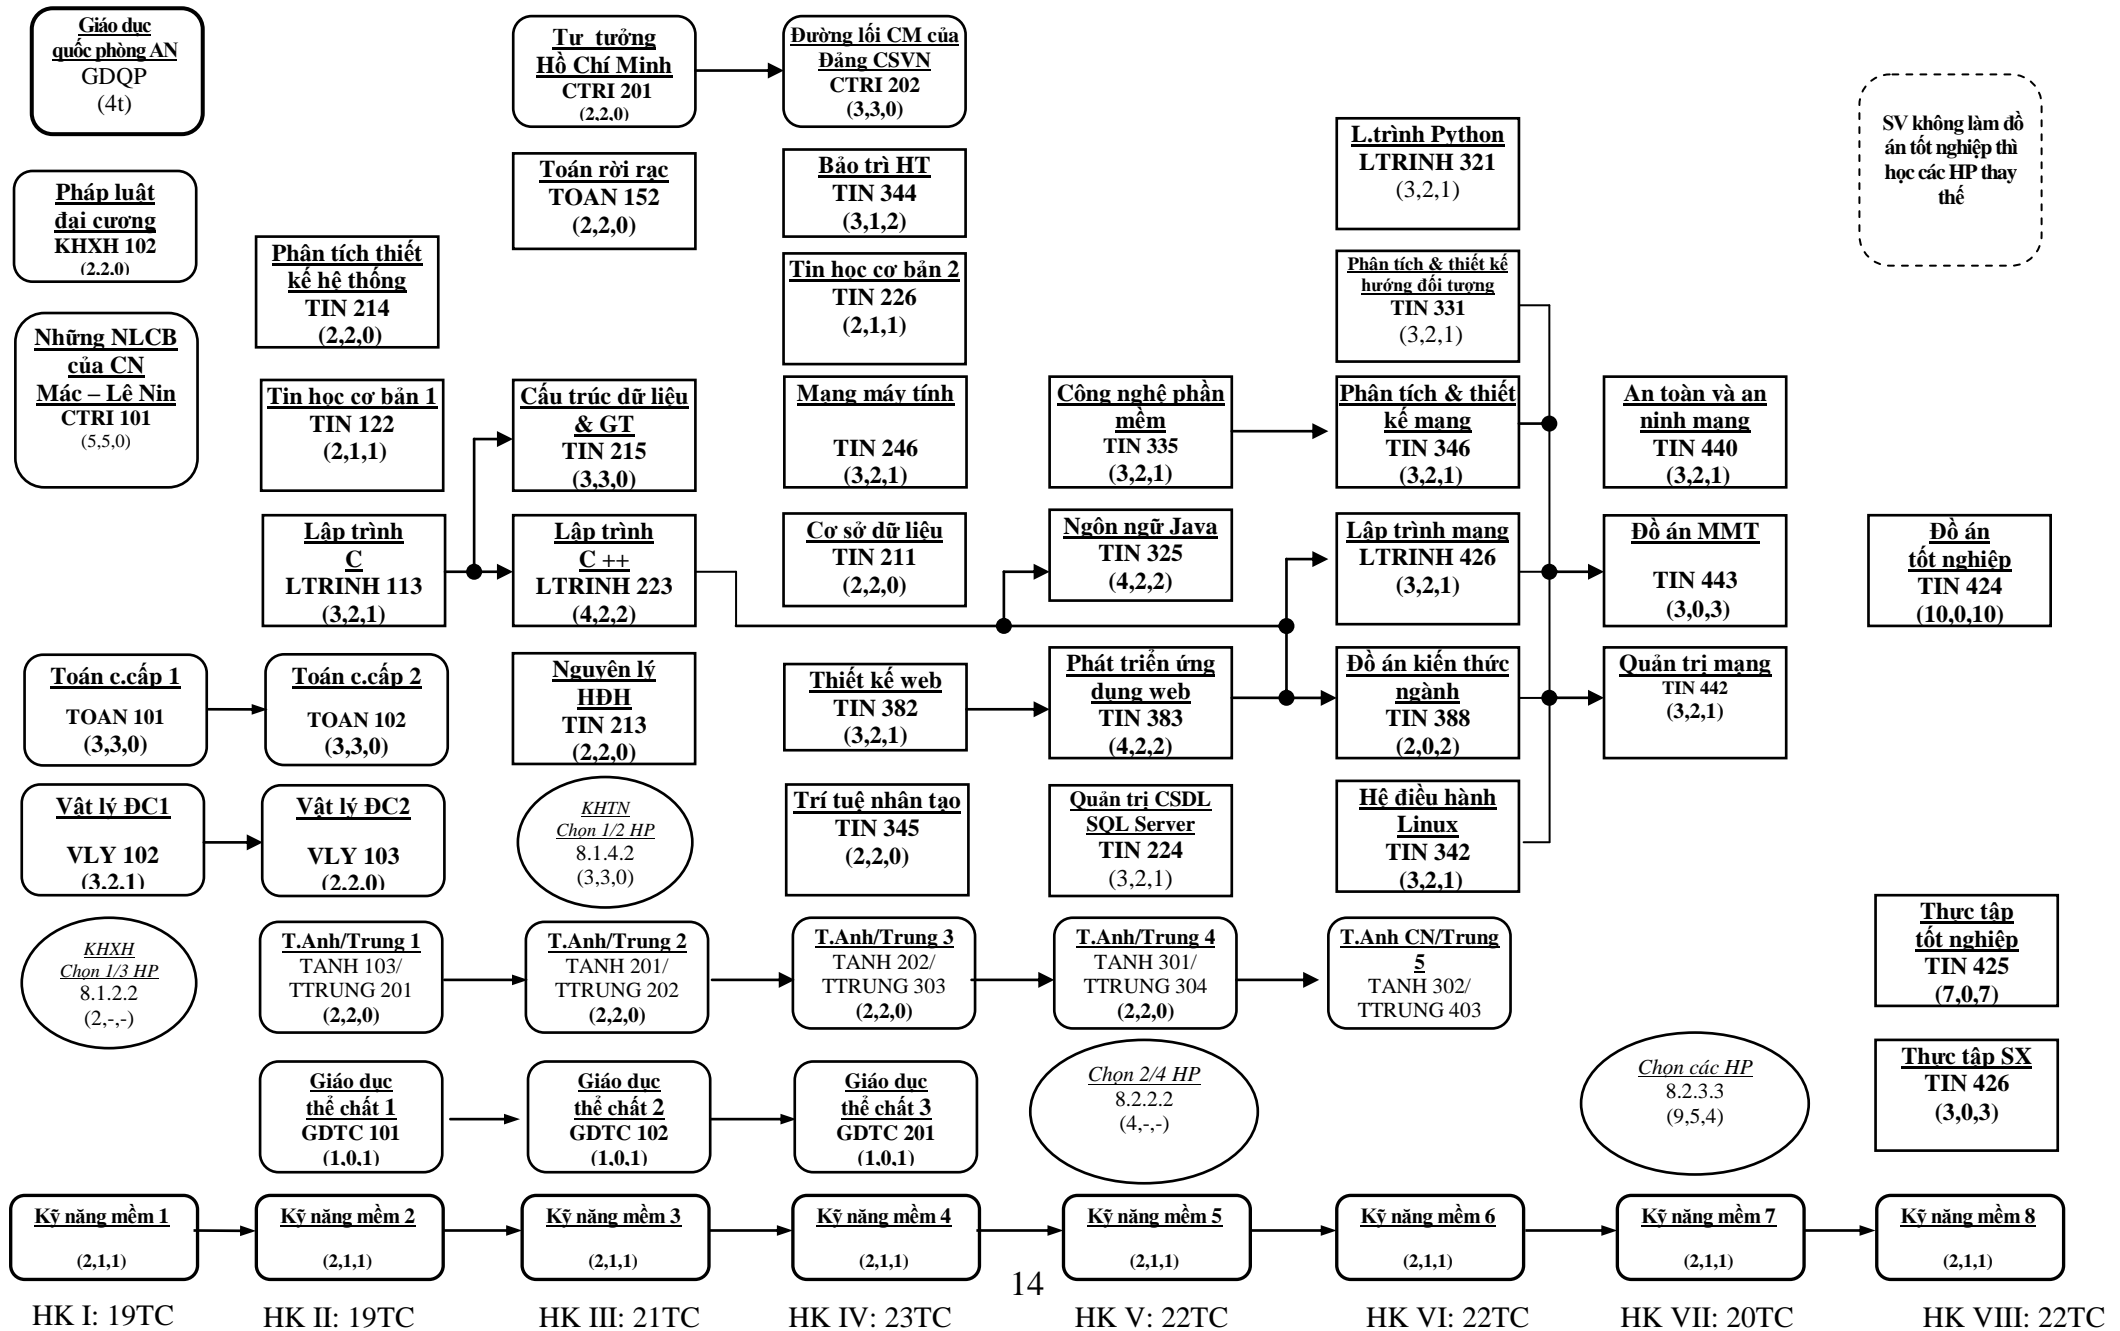 Giáo dục
quốc phòng AN
GDQP
(4t)
Pháp luật
đại cương
KHXH 102
(2,2,0)
Những NLCB
của CN
Mác – Lê Nin
CTRI 101
(5,5,0)
Toán c.cấp 1
TOAN 101
(3,3,0)
Vật lý ĐC1
VLY 102
(3,2,1)
KHXH
Chọn 1/3 HP
8.1.2.2
(2,-,-)
Kỹ năng mềm 1
(2,1,1)
HK I: 19TC
Phân tích thiết
kế hệ thống
TIN 214
(2,2,0)
Tin học cơ bản 1
TIN 122
(2,1,1)
Lập trình
C
LTRINH 113
(3,2,1)
Toán c.cấp 2
TOAN 102
(3,3,0)
Vật lý ĐC2
VLY 103
(2,2,0)
T.Anh/Trung 1
TANH 103/
TTRUNG 201
(2,2,0)
Giáo dục
thể chất 1
GDTC 101
(1,0,1)
Kỹ năng mềm 2
(2,1,1)
HK II: 19TC
Tư tưởng
Hồ Chí Minh
CTRI 201
(2,2,0)
Toán rời rạc
TOAN 152
(2,2,0)
Cấu trúc dữ liệu
& GT
TIN 215
(3,3,0)
Lập trình
C ++
LTRINH 223
(4,2,2)
Nguyên lý
HĐH
TIN 213
(2,2,0)
KHTN
Chọn 1/2 HP
8.1.4.2
(3,3,0)
T.Anh/Trung 2
TANH 201/
TTRUNG 202
(2,2,0)
Giáo dục
thể chất 2
GDTC 102
(1,0,1)
Kỹ năng mềm 3
(2,1,1)
HK III: 21TC
Đường lối CM của
Đảng CSVN
CTRI 202
(3,3,0)
Bảo trì HT
TIN 344
(3,1,2)
Tin học cơ bản 2
TIN 226
(2,1,1)
Mạng máy tính
TIN 246
(3,2,1)
Cơ sở dữ liệu
TIN 211
(2,2,0)
Thiết kế web
TIN 382
(3,2,1)
Trí tuệ nhân tạo
TIN 345
(2,2,0)
T.Anh/Trung 3
TANH 202/
TTRUNG 303
(2,2,0)
Giáo dục
thể chất 3
GDTC 201
(1,0,1)
Kỹ năng mềm 4
(2,1,1)
HK IV: 23TC
Công nghệ phần
mềm
TIN 335
(3,2,1)
Ngôn ngữ Java
TIN 325
(4,2,2)
Phát triển ứng
dụng web
TIN 383
(4,2,2)
Quản trị CSDL
SQL Server
TIN 224
(3,2,1)
T.Anh/Trung 4
TANH 301/
TTRUNG 304
(2,2,0)
Chọn 2/4 HP
8.2.2.2
(4,-,-)
Kỹ năng mềm 5
(2,1,1)
14
HK V: 22TC
L.trình Python
LTRINH 321
(3,2,1)
Phân tích & thiết kế
hướng đối tượng
TIN 331
(3,2,1)
Phân tích & thiết
kế mạng
TIN 346
(3,2,1)
Lập trình mạng
LTRINH 426
(3,2,1)
Đồ án kiến thức
ngành
TIN 388
(2,0,2)
Hệ điều hành
Linux
TIN 342
(3,2,1)
T.Anh CN/Trung
5
TANH 302/
TTRUNG 403
Kỹ năng mềm 6
(2,1,1)
HK VI: 22TC
An toàn và an
ninh mạng
TIN 440
(3,2,1)
Đồ án MMT
TIN 443
(3,0,3)
Quản trị mạng
TIN 442
(3,2,1)
Chọn các HP
8.2.3.3
(9,5,4)
Kỹ năng mềm 7
(2,1,1)
HK VII: 20TC
SV không làm đồ
án tốt nghiệp thì
học các HP thay
thế
Đồ án
tốt nghiệp
TIN 424
(10,0,10)
Thực tập
tốt nghiệp
TIN 425
(7,0,7)
Thực tập SX
TIN 426
(3,0,3)
Kỹ năng mềm 8
(2,1,1)
HK VIII: 22TC